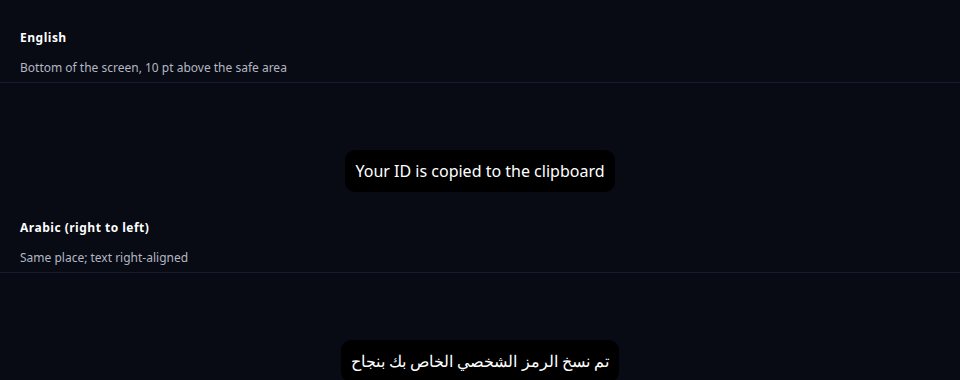 English
Bottom of the screen, 10 pt above the safe area
Your ID is copied to the clipboard
Arabic (right to left)
Same place; text right-aligned
تم نسخ الرمز الشخصي الخاص بك بنجاح